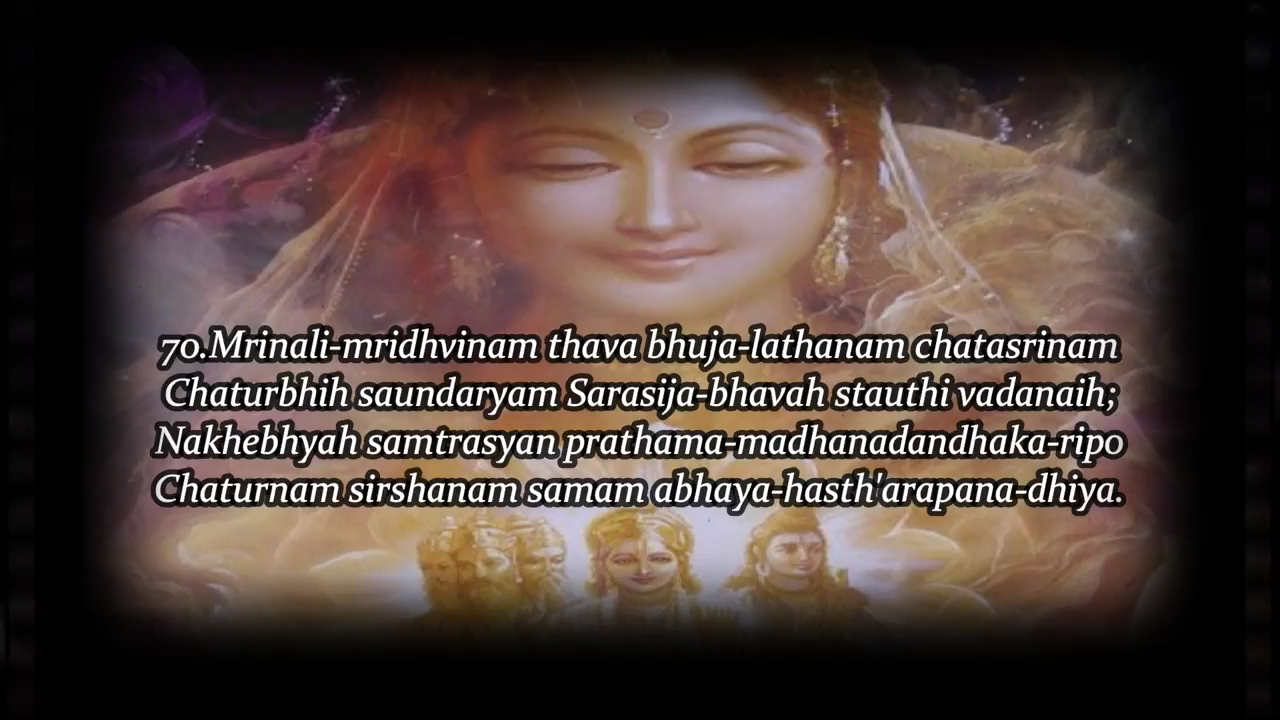 70.Mrinali-mridhvinam thava bhuja-lathanam chatasrinam
Chaturbhih saundaryam Sarasija-bhavah stauthi vadanaih;
Nakhebhyah samtrasyan prathama-madhanadandhaka-ripo
Chaturnam sirshanam samam abhaya-hasth'arapana-dhiya.